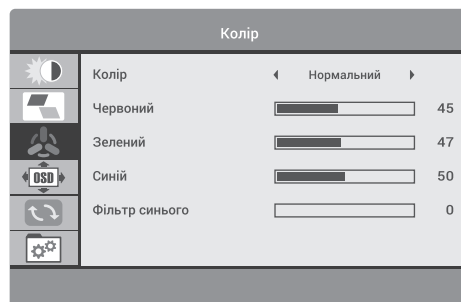 Колір
Колір Нормальний
Червоний 45
Зелений 47
Синій 50
OSD
Фільтр синього 0